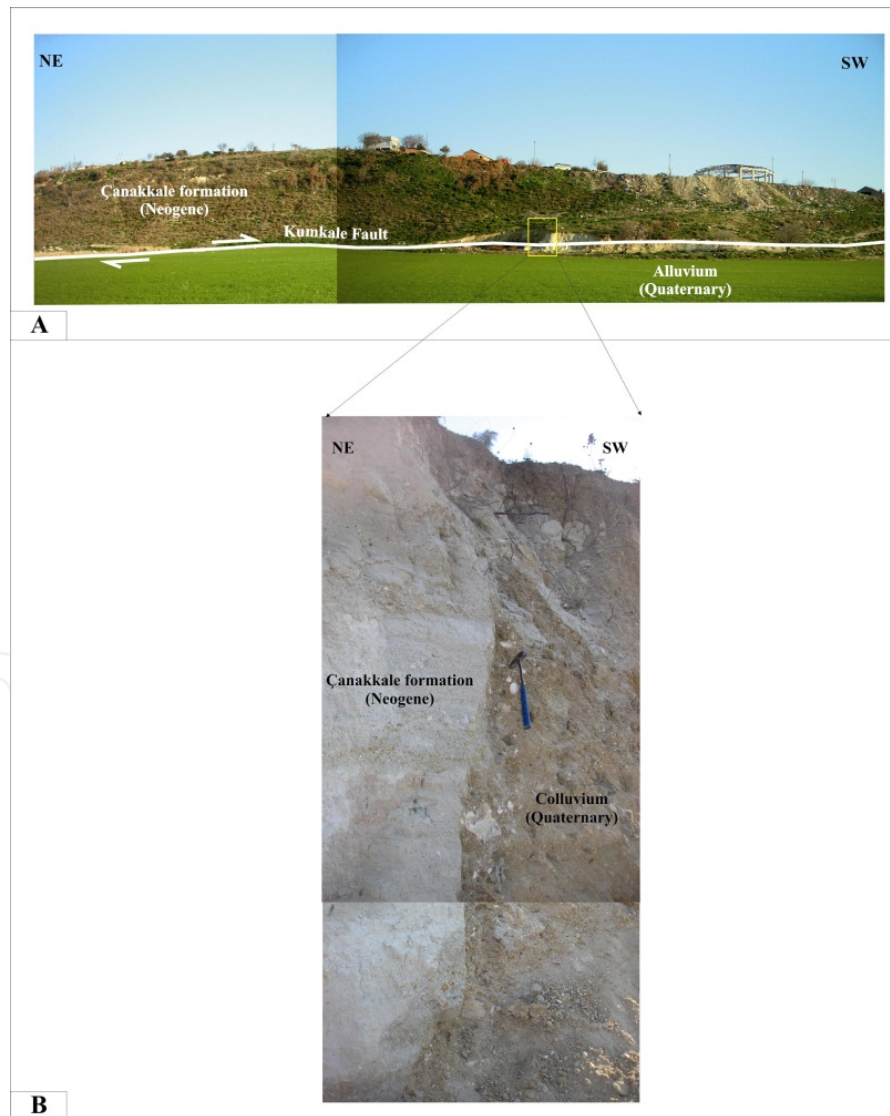 NE
SW
Çanakkale formation
(Neogene)
Kumkale Fault
Alluvium
(Quaternary)
A
NE
SW
Çanakkale formation
(Neogene)
Colluvium
(Quaternary)
B